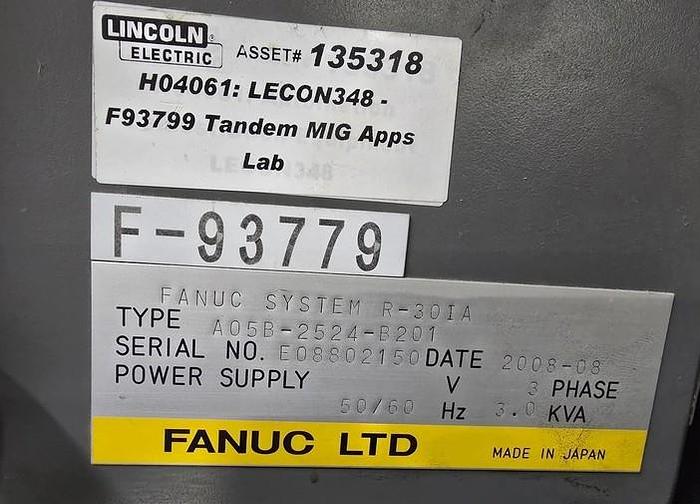 LINCOLN
ELECTRIC
ASSET# 135318
H04061: LECON348 -
F93799 Tandem MIG Apps
Lab
F-93779
FANUC SYSTEM R-30IA
TYPE A05B-2524-B201
SERIAL NO. E08802150 DATE 2008-08
POWER SUPPLY V 3 PHASE
50/60 Hz 3.0 KVA
FANUC LTD MADE IN JAPAN